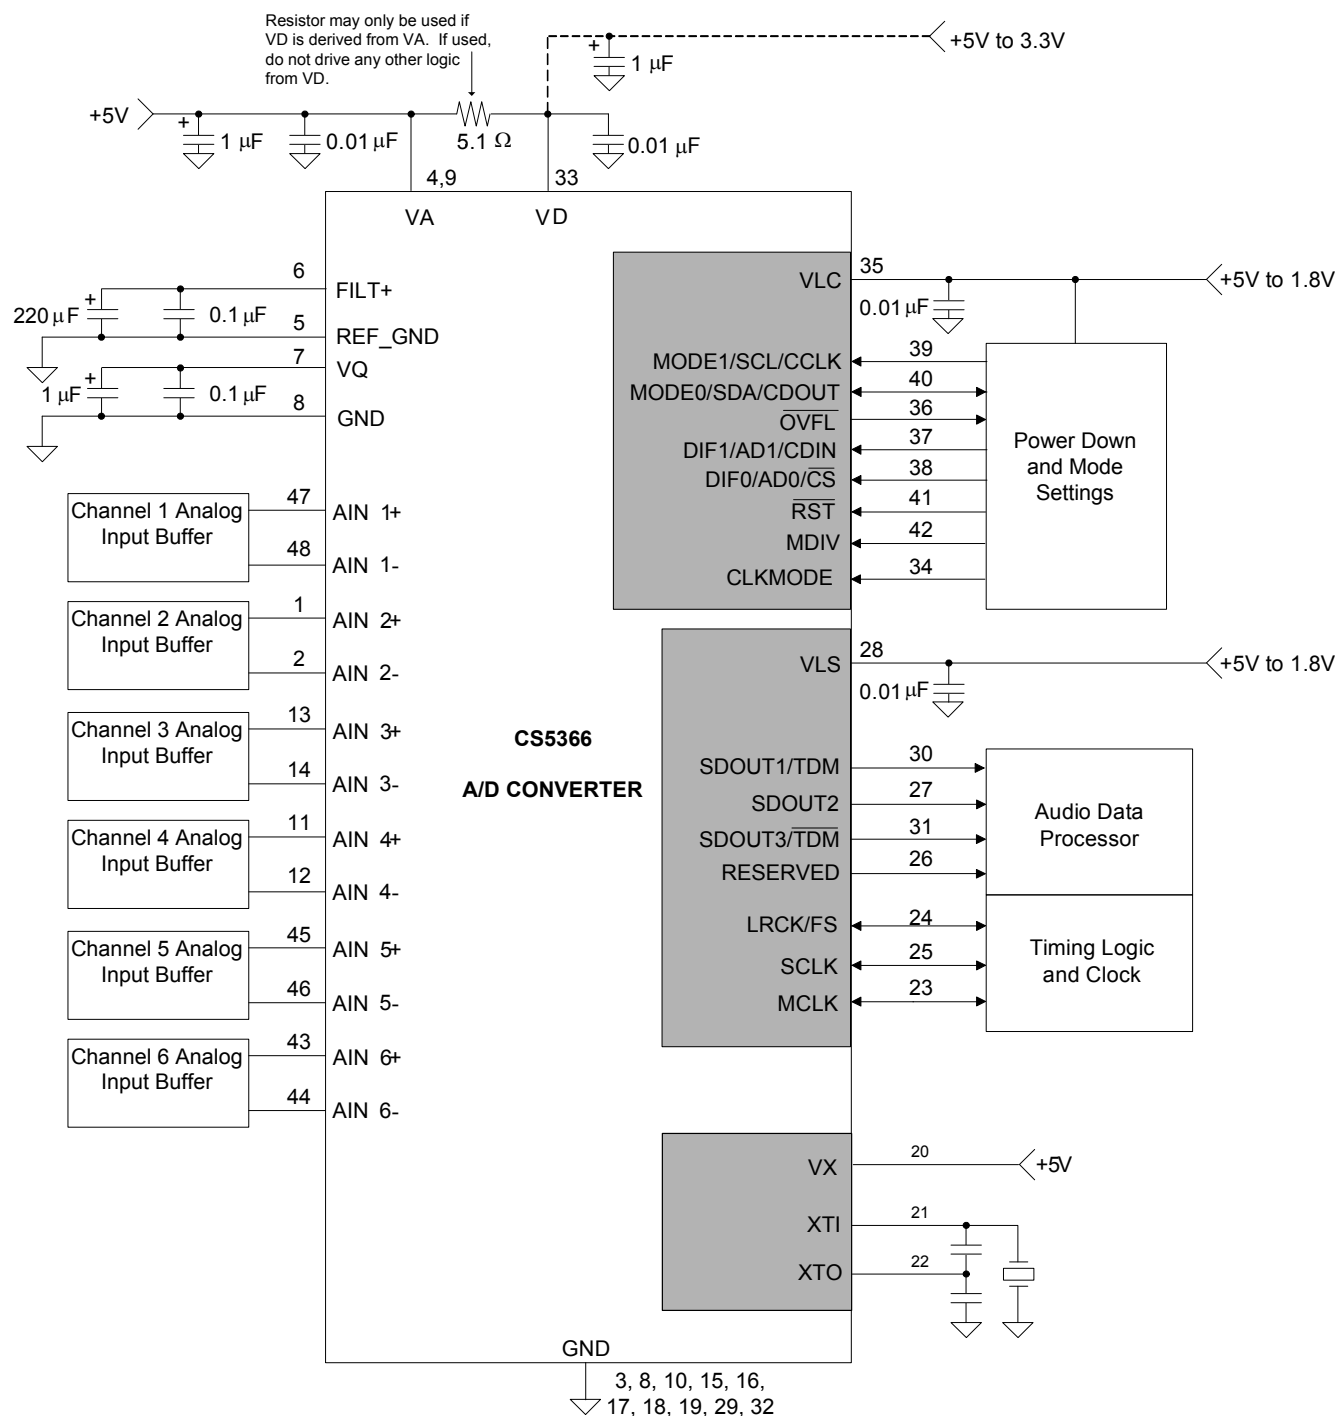 Resistor may only be used if
VD is derived from VA. If used,
do not drive any other logic
from VD.
+5V to 3.3V
+
1 µF
+5V
+
1 µF
0.01 µF
5.1 Ω
0.01 µF
4,9
33
VA
VD
6
FILT+
220 µF
+
0.1 µF
5
REF_GND
7
VQ
1 µF
+
0.1 µF
8
GND
Channel 1 Analog
Input Buffer
47
AIN 1+
48
AIN 1-
Channel 2 Analog
Input Buffer
1
AIN 2+
2
AIN 2-
Channel 3 Analog
Input Buffer
13
AIN 3+
14
AIN 3-
Channel 4 Analog
Input Buffer
11
AIN 4+
12
AIN 4-
Channel 5 Analog
Input Buffer
45
AIN 5+
46
AIN 5-
Channel 6 Analog
Input Buffer
43
AIN 6+
44
AIN 6-
CS5366
A/D CONVERTER
VLC
35
0.01 µF
+5V to 1.8V
MODE1/SCL/CCLK
39
MODE0/SDA/CDOUT
40
OVFL
36
DIF1/AD1/CDIN
37
DIF0/AD0/CS
38
RST
41
MDIV
42
CLKMODE
34
Power Down
and Mode
Settings
VLS
28
0.01 µF
+5V to 1.8V
SDOUT1/TDM
30
SDOUT2
27
SDOUT3/TDM
31
RESERVED
26
Audio Data
Processor
LRCK/FS
24
SCLK
25
MCLK
23
Timing Logic
and Clock
VX
20
+5V
XTI
21
XTO
22
GND
3, 8, 10, 15, 16,
17, 18, 19, 29, 32